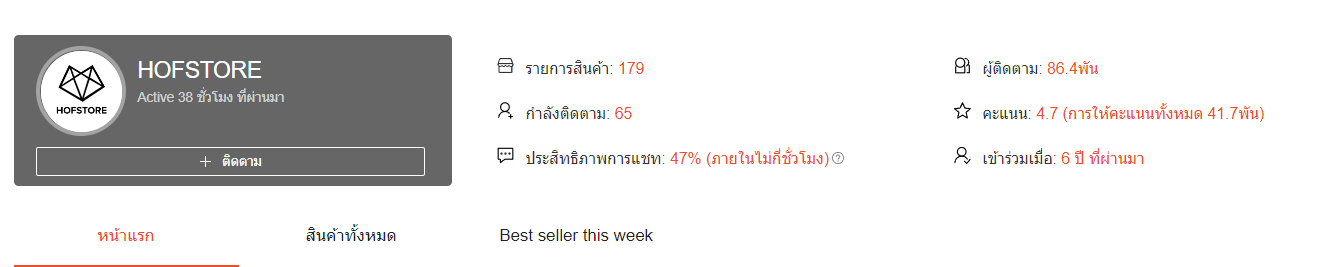 HOFSTORE
Active 38 ชั่วโมง ที่ผ่านมา
HOFSTORE
+ ติดตาม
รายการสินค้า: 179
กำลังติดตาม: 65
ประสิทธิภาพการแชท: 47% (ภายในไม่กี่ชั่วโมง)
ผู้ติดตาม: 86.4พัน
คะแนน: 4.7 (การให้คะแนนทั้งหมด 41.7พัน)
เข้าร่วมเมื่อ: 6 ปี ที่ผ่านมา
หน้าแรก
สินค้าทั้งหมด
Best seller this week